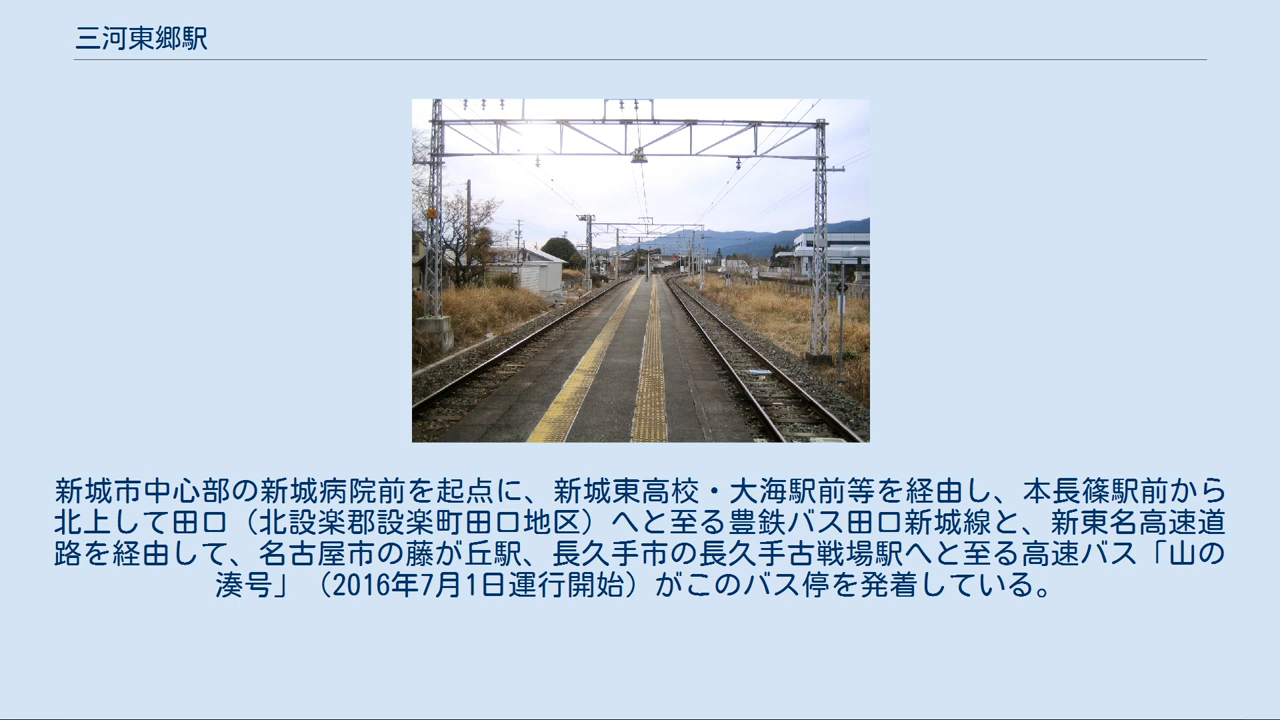 三河東郷駅
新城市中心部の新城病院前を起点に、新城東高校・大海駅前等を経由し、本長篠駅前から
北上して田口（北設楽郡設楽町田口地区）へと至る豊鉄バス田口新城線と、新東名高速道
路を経由して、名古屋市の藤が丘駅、長久手市の長久手古戦場駅へと至る高速バス「山の
湊号」（2016年7月1日運行開始）がこのバス停を発着している。